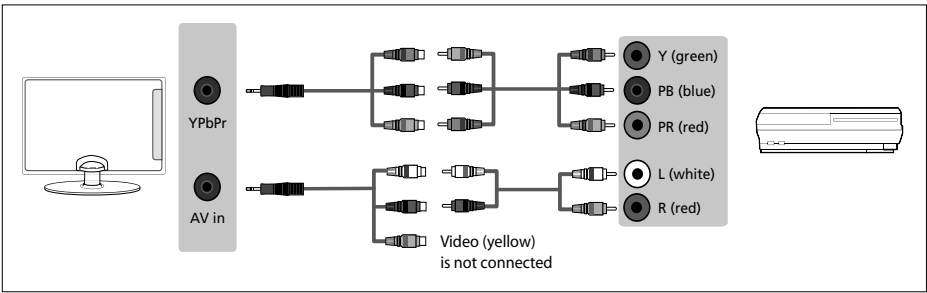 YPbPr
AV in
Y (green)
PB (blue)
PR (red)
L (white)
R (red)
Video (yellow)
is not connected